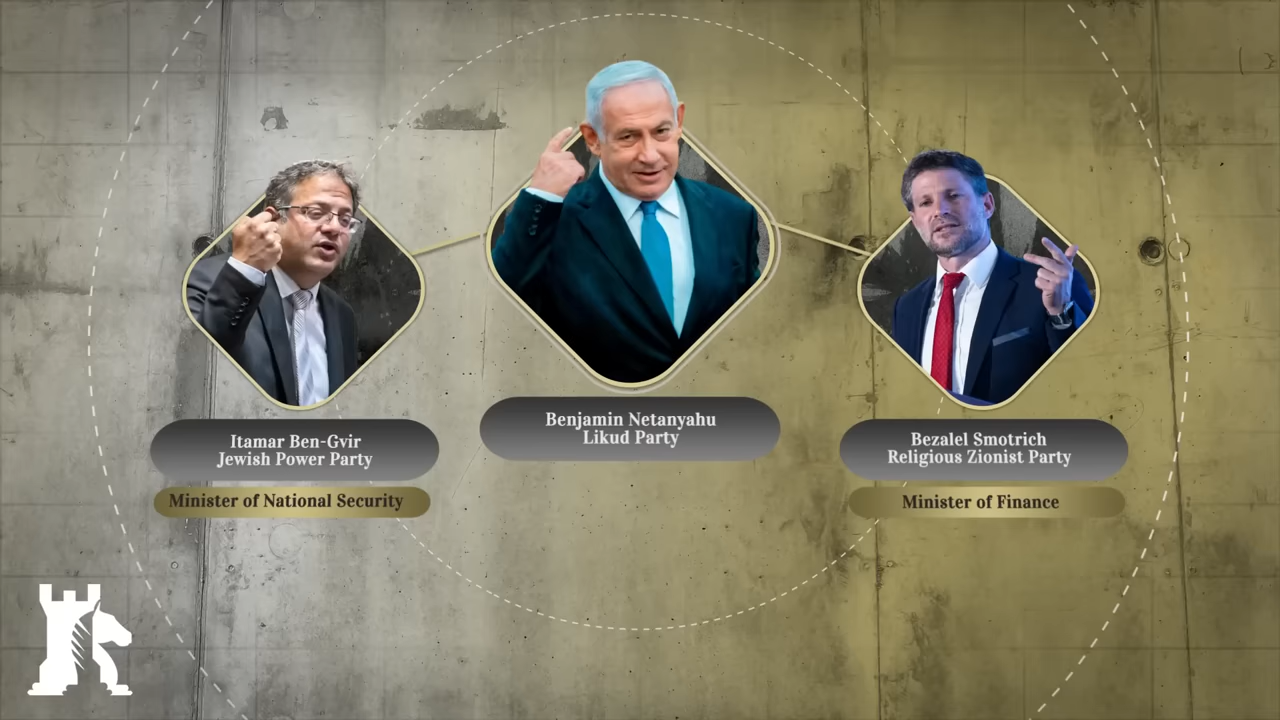 Benjamin Netanyahu
Likud Party
Itamar Ben-Gvir
Jewish Power Party
Minister of National Security
Bezalel Smotrich
Religious Zionist Party
Minister of Finance